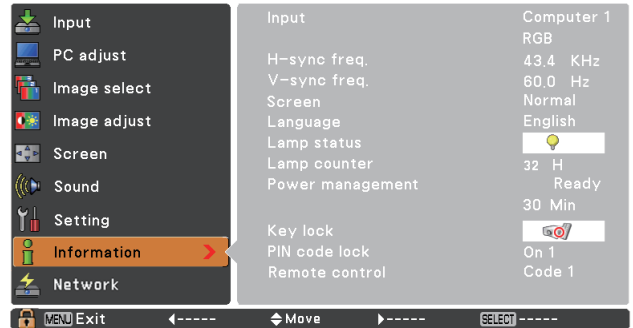 Input
PC adjust
Image select
Image adjust
Screen
Sound
Setting
Information
Network
Input Computer 1
RGB
H-sync freq. 43.4 KHz
V-sync freq. 60.0 Hz
Screen Normal
Language English
Lamp status
Lamp counter 32 H
Power management Ready
30 Min
Key lock
PIN code lock On 1
Remote control Code 1
MENU Exit ----- Move ----- SELECT -----